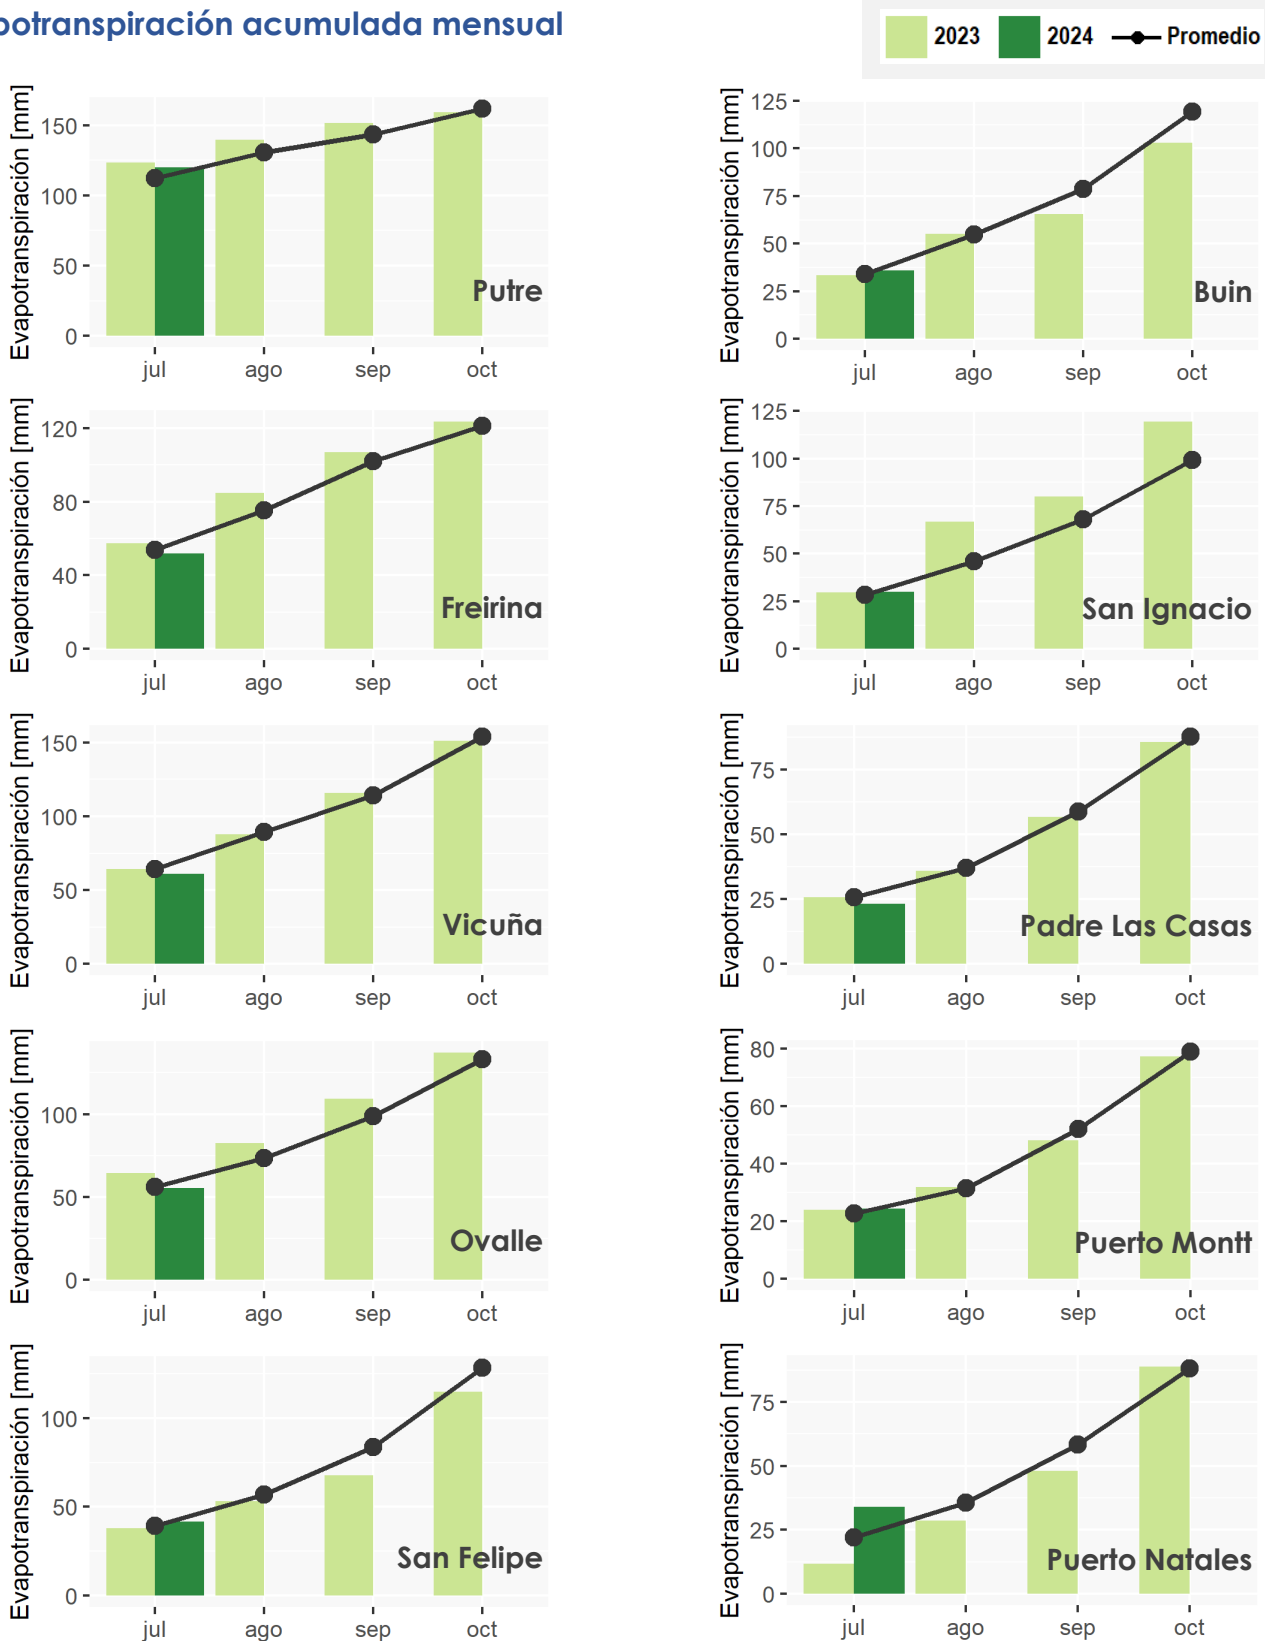 potranspiración acumulada mensual
2023 2024 Promedio
Evapotranspiración [mm]
150
100
50
0
Putre
jul ago sep oct
Evapotranspiración [mm]
125
100
75
50
25
0
Buin
jul ago sep oct
Evapotranspiración [mm]
120
80
40
0
Freirina
jul ago sep oct
Evapotranspiración [mm]
125
100
75
50
25
0
San Ignacio
jul ago sep oct
Evapotranspiración [mm]
150
100
50
0
Vicuña
jul ago sep oct
Evapotranspiración [mm]
75
50
25
0
Padre Las Casas
jul ago sep oct
Evapotranspiración [mm]
100
50
0
Ovalle
jul ago sep oct
Evapotranspiración [mm]
80
60
40
20
0
Puerto Montt
jul ago sep oct
Evapotranspiración [mm]
100
50
0
San Felipe
jul ago sep oct
Evapotranspiración [mm]
75
50
25
0
Puerto Natales
jul ago sep oct